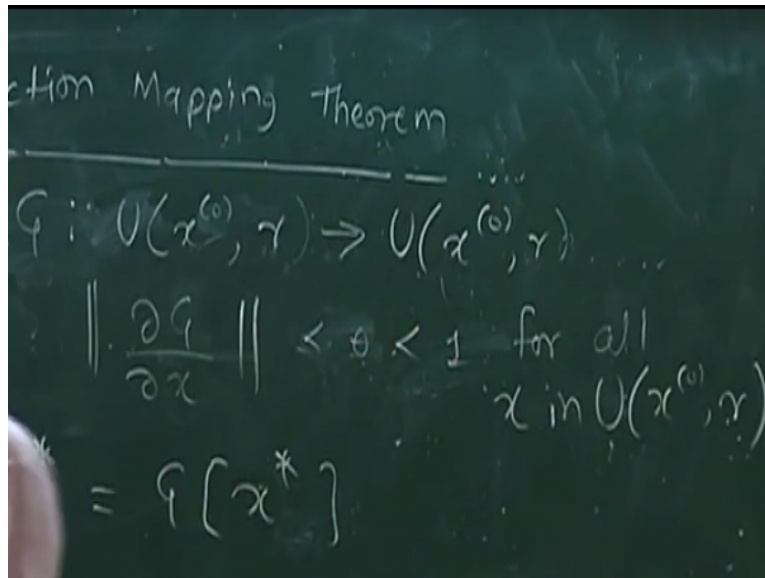 ction Mapping Theorem
G : U(x^(0), r) → U(x^(0), r)
‖ ∂G/∂x ‖ < θ < 1 for all
x in U(x^(0), r)
* = G[x*]